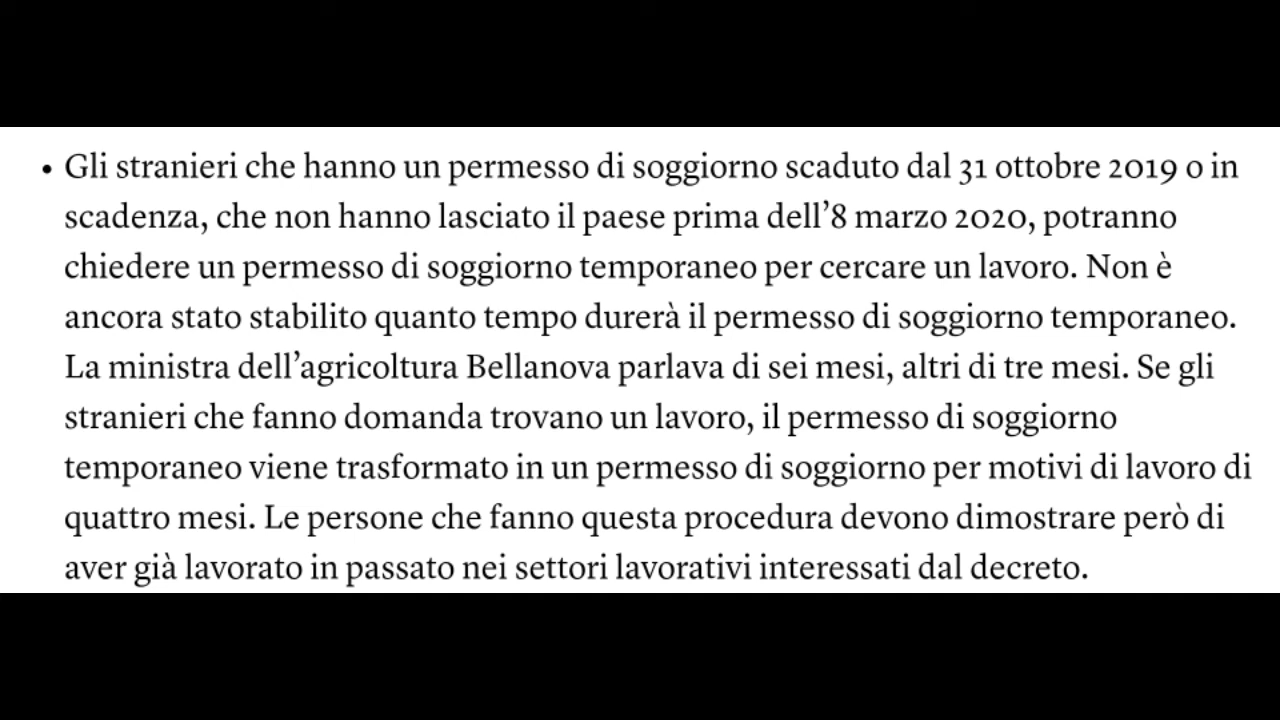 • Gli stranieri che hanno un permesso di soggiorno scaduto dal 31 ottobre 2019 o in
scadenza, che non hanno lasciato il paese prima dell’8 marzo 2020, potranno
chiedere un permesso di soggiorno temporaneo per cercare un lavoro. Non è
ancora stato stabilito quanto tempo durerà il permesso di soggiorno temporaneo.
La ministra dell’agricoltura Bellanova parlava di sei mesi, altri di tre mesi. Se gli
stranieri che fanno domanda trovano un lavoro, il permesso di soggiorno
temporaneo viene trasformato in un permesso di soggiorno per motivi di lavoro di
quattro mesi. Le persone che fanno questa procedura devono dimostrare però di
aver già lavorato in passato nei settori lavorativi interessati dal decreto.